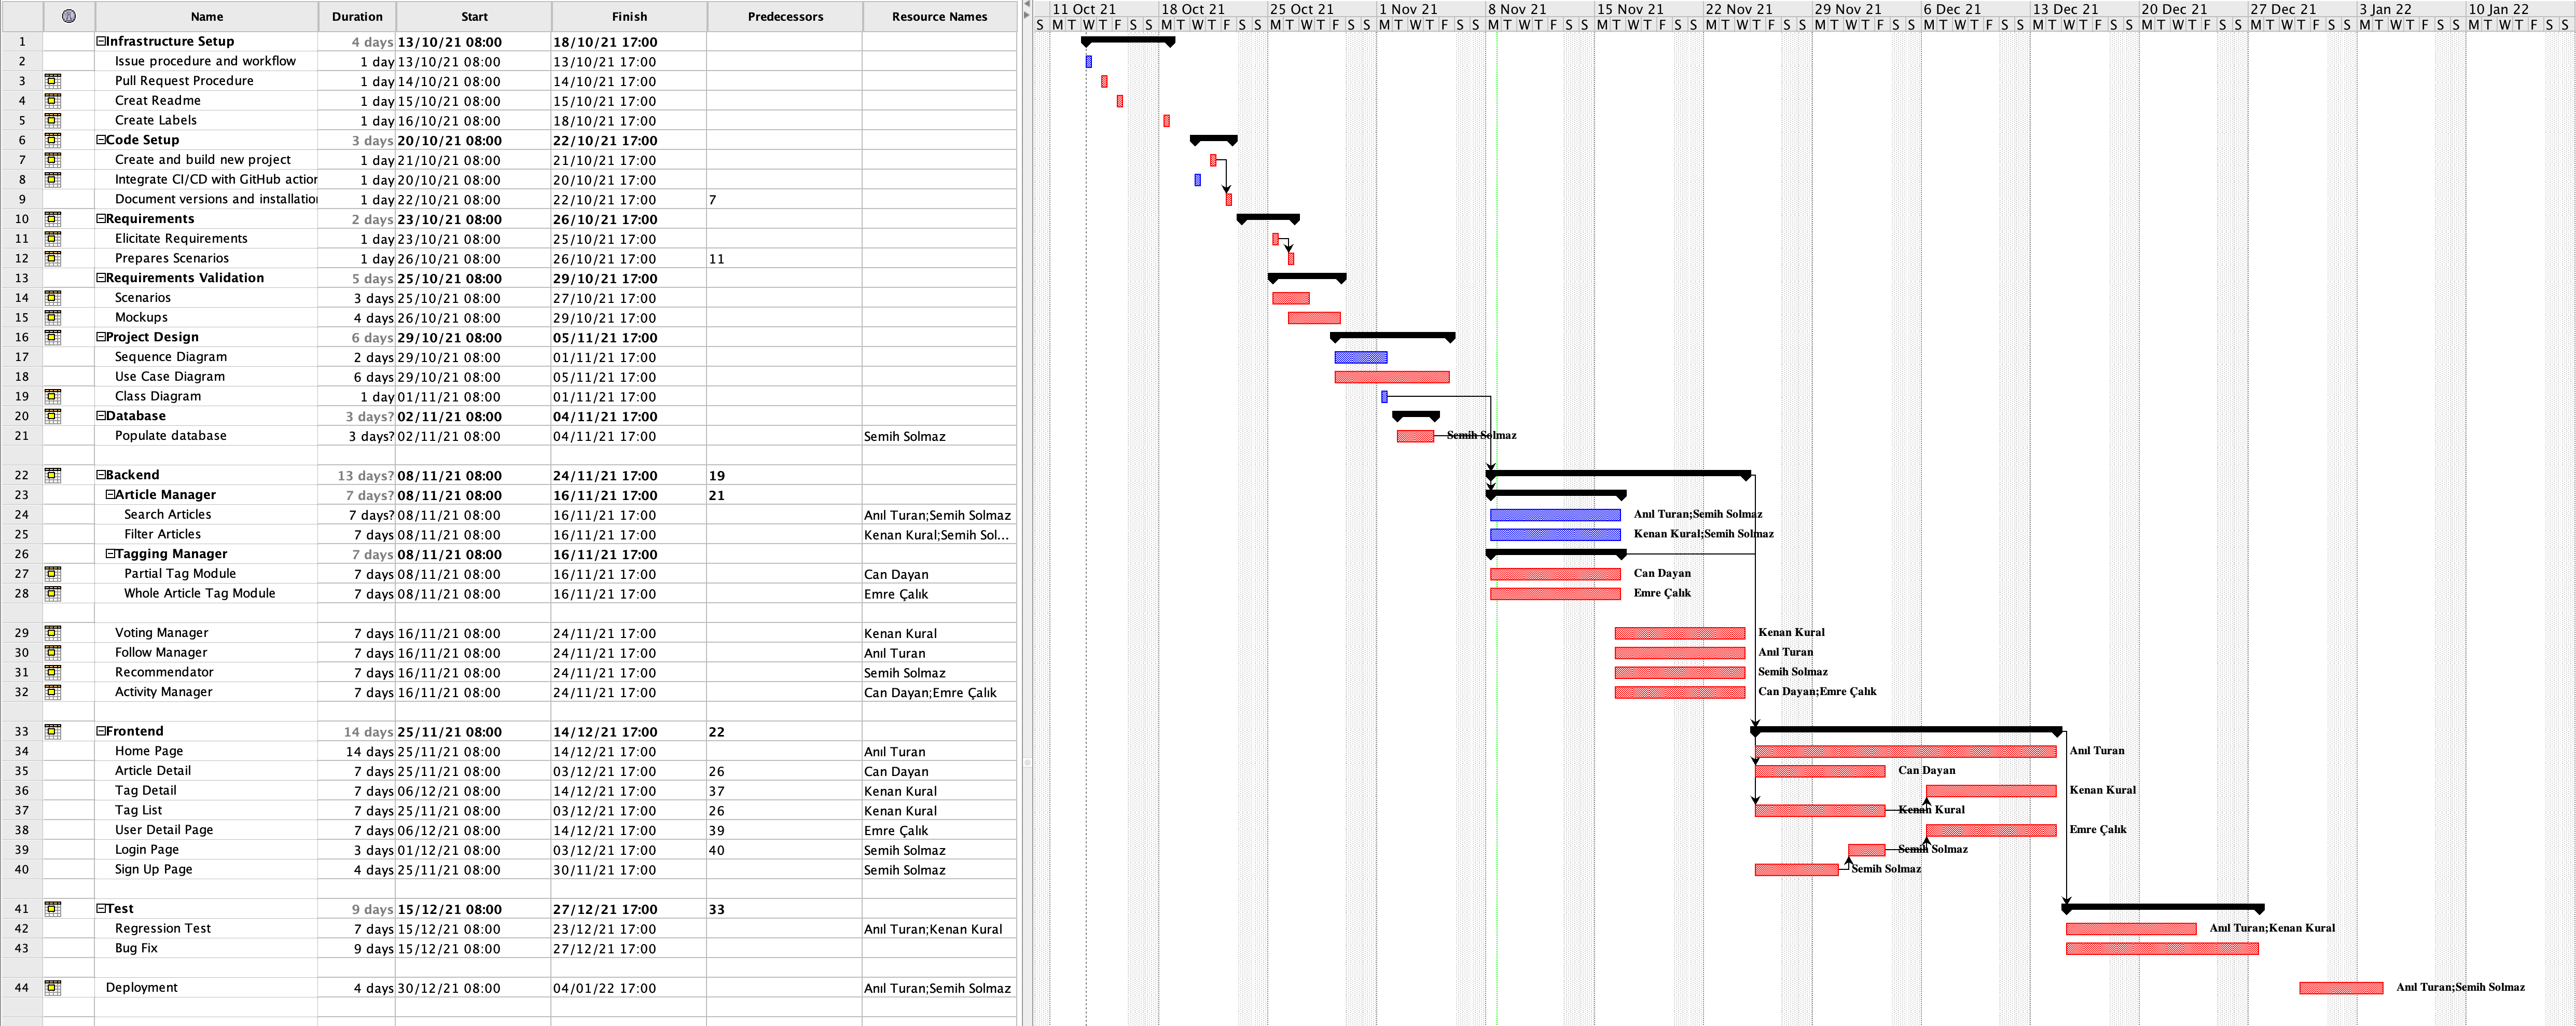 Name Duration Start Finish Predecessors Resource Names
11 Oct 21 18 Oct 21 25 Oct 21 1 Nov 21 8 Nov 21 15 Nov 21 22 Nov 21 29 Nov 21 6 Dec 21 13 Dec 21 20 Dec 21 27 Dec 21 3 Jan 22 10 Jan 22
S M T W T F S S M T W T F S S M T W T F S S M T W T F S S M T W T F S S M T W T F S S M T W T F S S M T W T F S S M T W T F S S M T W T F S S M T W T F S S M T W T F S S M T W T F S S M T W T F S S
1 Infrastructure Setup 4 days 13/10/21 08:00 18/10/21 17:00
2 Issue procedure and workflow 1 day 13/10/21 08:00 13/10/21 17:00
3 Pull Request Procedure 1 day 14/10/21 08:00 14/10/21 17:00
4 Creat Readme 1 day 15/10/21 08:00 15/10/21 17:00
5 Create Labels 1 day 16/10/21 08:00 18/10/21 17:00
6 Code Setup 3 days 20/10/21 08:00 22/10/21 17:00
7 Create and build new project 1 day 21/10/21 08:00 21/10/21 17:00
8 Integrate CI/CD with GitHub action 1 day 20/10/21 08:00 20/10/21 17:00
9 Document versions and installation 1 day 22/10/21 08:00 22/10/21 17:00 7
10 Requirements 2 days 23/10/21 08:00 26/10/21 17:00
11 Elicitate Requirements 1 day 23/10/21 08:00 25/10/21 17:00
12 Prepares Scenarios 1 day 26/10/21 08:00 26/10/21 17:00 11
13 Requirements Validation 5 days 25/10/21 08:00 29/10/21 17:00
14 Scenarios 3 days 25/10/21 08:00 27/10/21 17:00
15 Mockups 4 days 26/10/21 08:00 29/10/21 17:00
16 Project Design 6 days 29/10/21 08:00 05/11/21 17:00
17 Sequence Diagram 2 days 29/10/21 08:00 01/11/21 17:00
18 Use Case Diagram 6 days 29/10/21 08:00 05/11/21 17:00
19 Class Diagram 1 day 01/11/21 08:00 01/11/21 17:00
20 Database 3 days? 02/11/21 08:00 04/11/21 17:00
21 Populate database 3 days? 02/11/21 08:00 04/11/21 17:00 Semih Solmaz Semih Solmaz
22 Backend 13 days? 08/11/21 08:00 24/11/21 17:00 19
23 Article Manager 7 days? 08/11/21 08:00 16/11/21 17:00 21
24 Search Articles 7 days? 08/11/21 08:00 16/11/21 17:00 Anıl Turan;Semih Solmaz Anıl Turan;Semih Solmaz
25 Filter Articles 7 days 08/11/21 08:00 16/11/21 17:00 Kenan Kural;Semih Sol... Kenan Kural;Semih Solmaz
26 Tagging Manager 7 days 08/11/21 08:00 16/11/21 17:00
27 Partial Tag Module 7 days 08/11/21 08:00 16/11/21 17:00 Can Dayan Can Dayan
28 Whole Article Tag Module 7 days 08/11/21 08:00 16/11/21 17:00 Emre Çalık Emre Çalık
29 Voting Manager 7 days 16/11/21 08:00 24/11/21 17:00 Kenan Kural Kenan Kural
30 Follow Manager 7 days 16/11/21 08:00 24/11/21 17:00 Anıl Turan Anıl Turan
31 Recommendator 7 days 16/11/21 08:00 24/11/21 17:00 Semih Solmaz Semih Solmaz
32 Activity Manager 7 days 16/11/21 08:00 24/11/21 17:00 Can Dayan;Emre Çalık Can Dayan;Emre Çalık
33 Frontend 14 days 25/11/21 08:00 14/12/21 17:00 22
34 Home Page 14 days 25/11/21 08:00 14/12/21 17:00 Anıl Turan Anıl Turan
35 Article Detail 7 days 25/11/21 08:00 03/12/21 17:00 26 Can Dayan Can Dayan
36 Tag Detail 7 days 06/12/21 08:00 14/12/21 17:00 37 Kenan Kural Kenan Kural
37 Tag List 7 days 25/11/21 08:00 03/12/21 17:00 26 Kenan Kural Kenan Kural
38 User Detail Page 7 days 06/12/21 08:00 14/12/21 17:00 39 Emre Çalık Emre Çalık
39 Login Page 3 days 01/12/21 08:00 03/12/21 17:00 40 Semih Solmaz Semih Solmaz
40 Sign Up Page 4 days 25/11/21 08:00 30/11/21 17:00 Semih Solmaz Semih Solmaz
41 Test 9 days 15/12/21 08:00 27/12/21 17:00 33
42 Regression Test 7 days 15/12/21 08:00 23/12/21 17:00 Anıl Turan;Kenan Kural Anıl Turan;Kenan Kural
43 Bug Fix 9 days 15/12/21 08:00 27/12/21 17:00
44 Deployment 4 days 30/12/21 08:00 04/01/22 17:00 Anıl Turan;Semih Solmaz Anıl Turan;Semih Solmaz